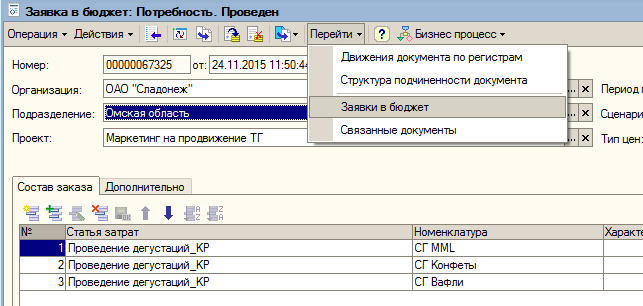 Заявка в бюджет: Потребность. Проведен
Операция Действия Перейти ? Бизнес процесс
Движения документа по регистрам
Структура подчиненности документа
Заявки в бюджет
Связанные документы
Номер: 00000067325 от: 24.11.2015 11:50:44
Организация: ОАО "Сладонеж" ... × Период
Подразделение: Омская область ... × Сценари
Проект: Маркетинг на продвижение ТГ ... × Тип цен:
Состав заказа Дополнительно
№ Статья затрат Номенклатура Характе
1 Проведение дегустаций_КР СГ MML
2 Проведение дегустаций_КР СГ Конфеты
3 Проведение дегустаций_КР СГ Вафли